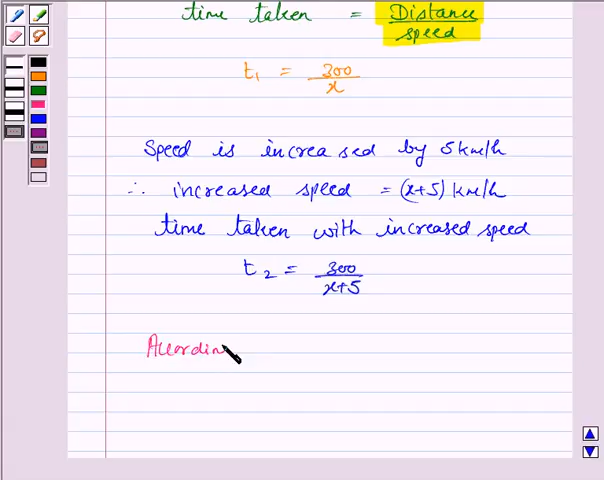 time taken = Distance / speed
t₁ = 300 / x
Speed is increased by 5km/h
∴ increased speed = (x+5) km/h
time taken with increased speed
t₂ = 300 / x+5
Accordin